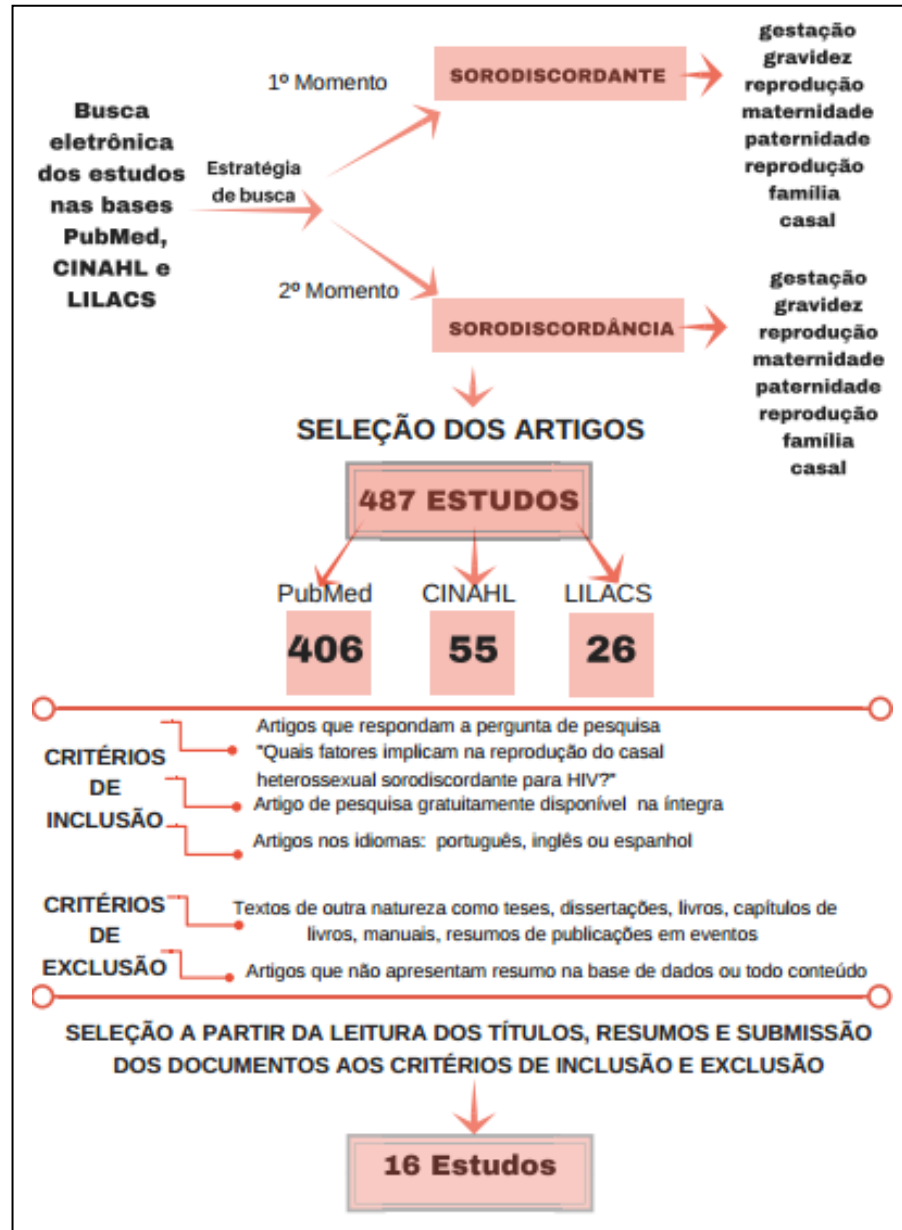 Busca
eletrônica
dos estudos
nas bases
PubMed,
CINAHL e
LILACS
Estratégia
de busca
1º Momento
SORODISCORDANTE
gestação
gravidez
reprodução
maternidade
paternidade
reprodução
família
casal
2º Momento
SORODISCORDÂNCIA
gestação
gravidez
reprodução
maternidade
paternidade
reprodução
família
casal
SELEÇÃO DOS ARTIGOS
487 ESTUDOS
PubMed
406
CINAHL
55
LILACS
26
CRITÉRIOS
DE
INCLUSÃO
Artigos que respondam a pergunta de pesquisa
"Quais fatores implicam na reprodução do casal
heterossexual sorodiscordante para HIV?"
Artigo de pesquisa gratuitamente disponível na íntegra
Artigos nos idiomas: português, inglês ou espanhol
CRITÉRIOS
DE
EXCLUSÃO
Textos de outra natureza como teses, dissertações, livros, capítulos de
livros, manuais, resumos de publicações em eventos
Artigos que não apresentam resumo na base de dados ou todo conteúdo
SELEÇÃO A PARTIR DA LEITURA DOS TÍTULOS, RESUMOS E SUBMISSÃO
DOS DOCUMENTOS AOS CRITÉRIOS DE INCLUSÃO E EXCLUSÃO
16 Estudos